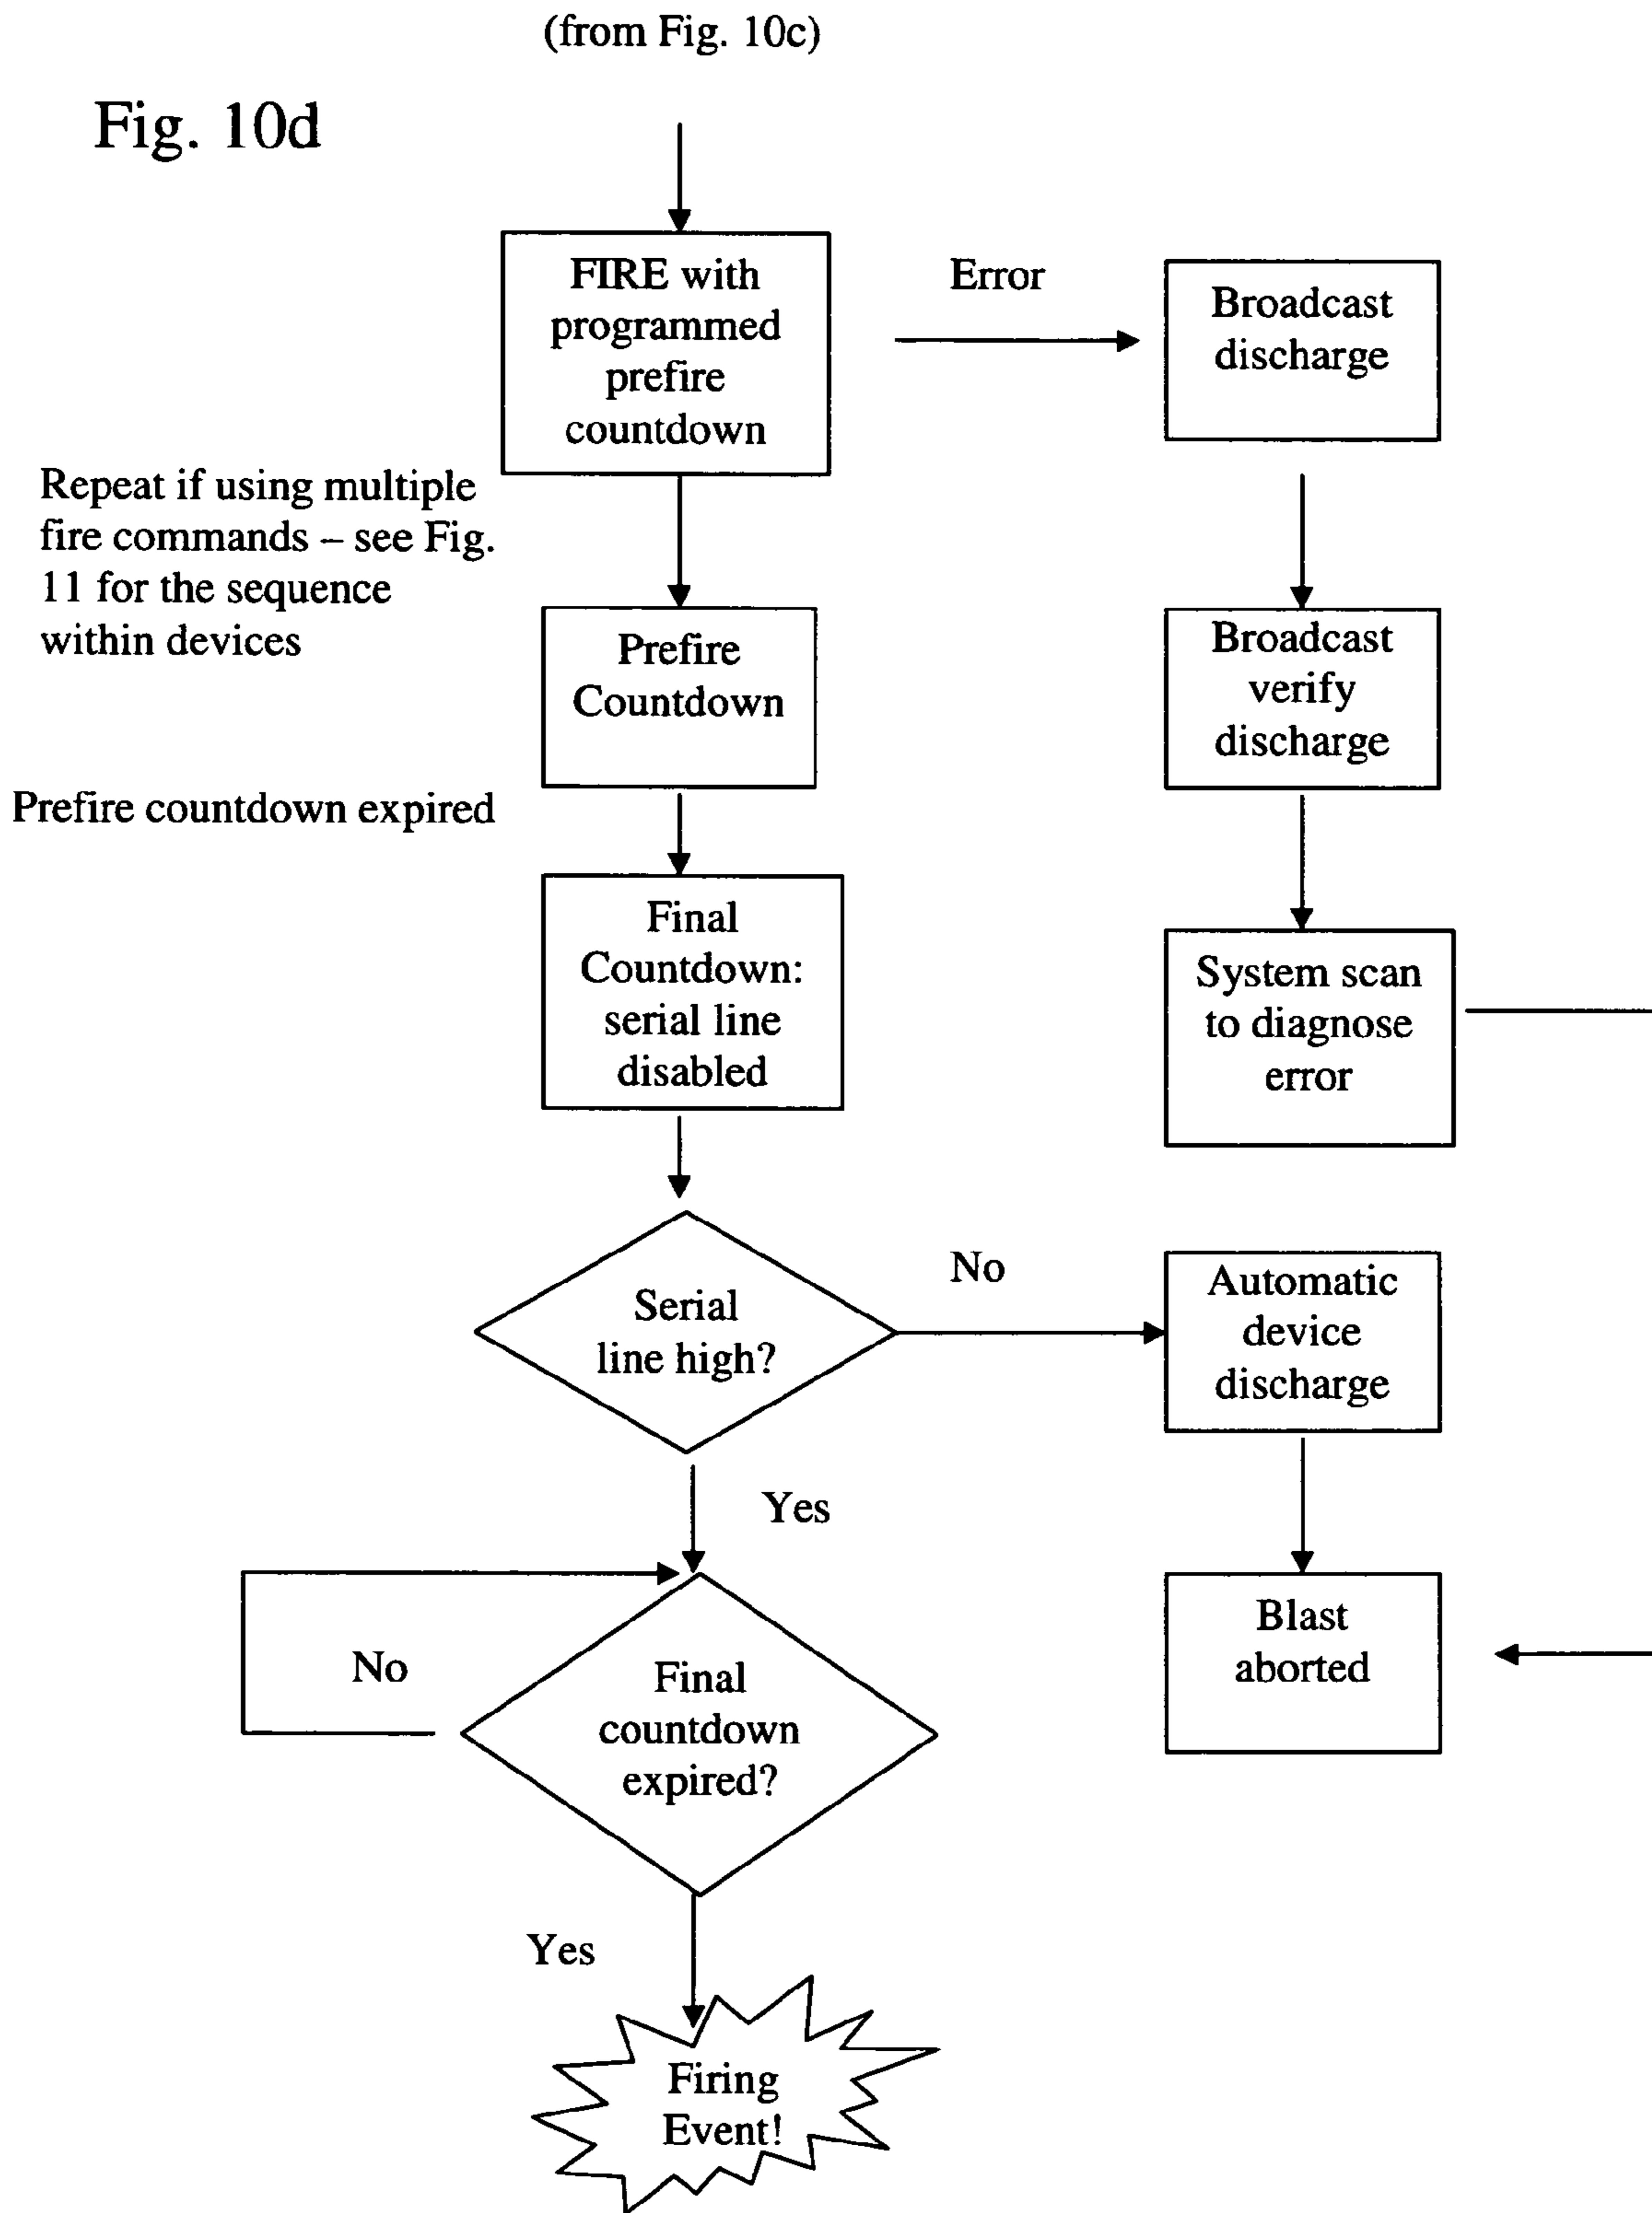 (from Fig. 10c)
Fig. 10d
FIRE with
programmed
prefire
countdown
Error
Broadcast
discharge
Repeat if using multiple
fire commands – see Fig.
11 for the sequence
within devices
Prefire
Countdown
Broadcast
verify
discharge
Prefire countdown expired
Final
Countdown:
serial line
disabled
System scan
to diagnose
error
Serial
line high?
No
Automatic
device
discharge
Yes
No
Final
countdown
expired?
Blast
aborted
Yes
Firing
Event!